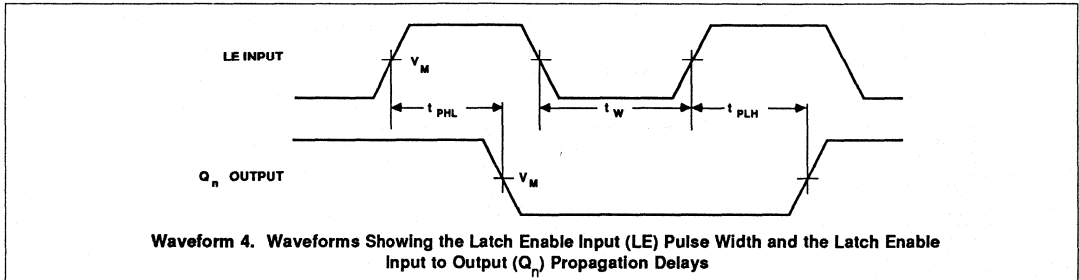 LE INPUT
V_M
t_PHL
t_W
t_PLH
Q_n OUTPUT
V_M
Waveform 4. Waveforms Showing the Latch Enable Input (LE) Pulse Width and the Latch Enable
Input to Output (Q_n) Propagation Delays